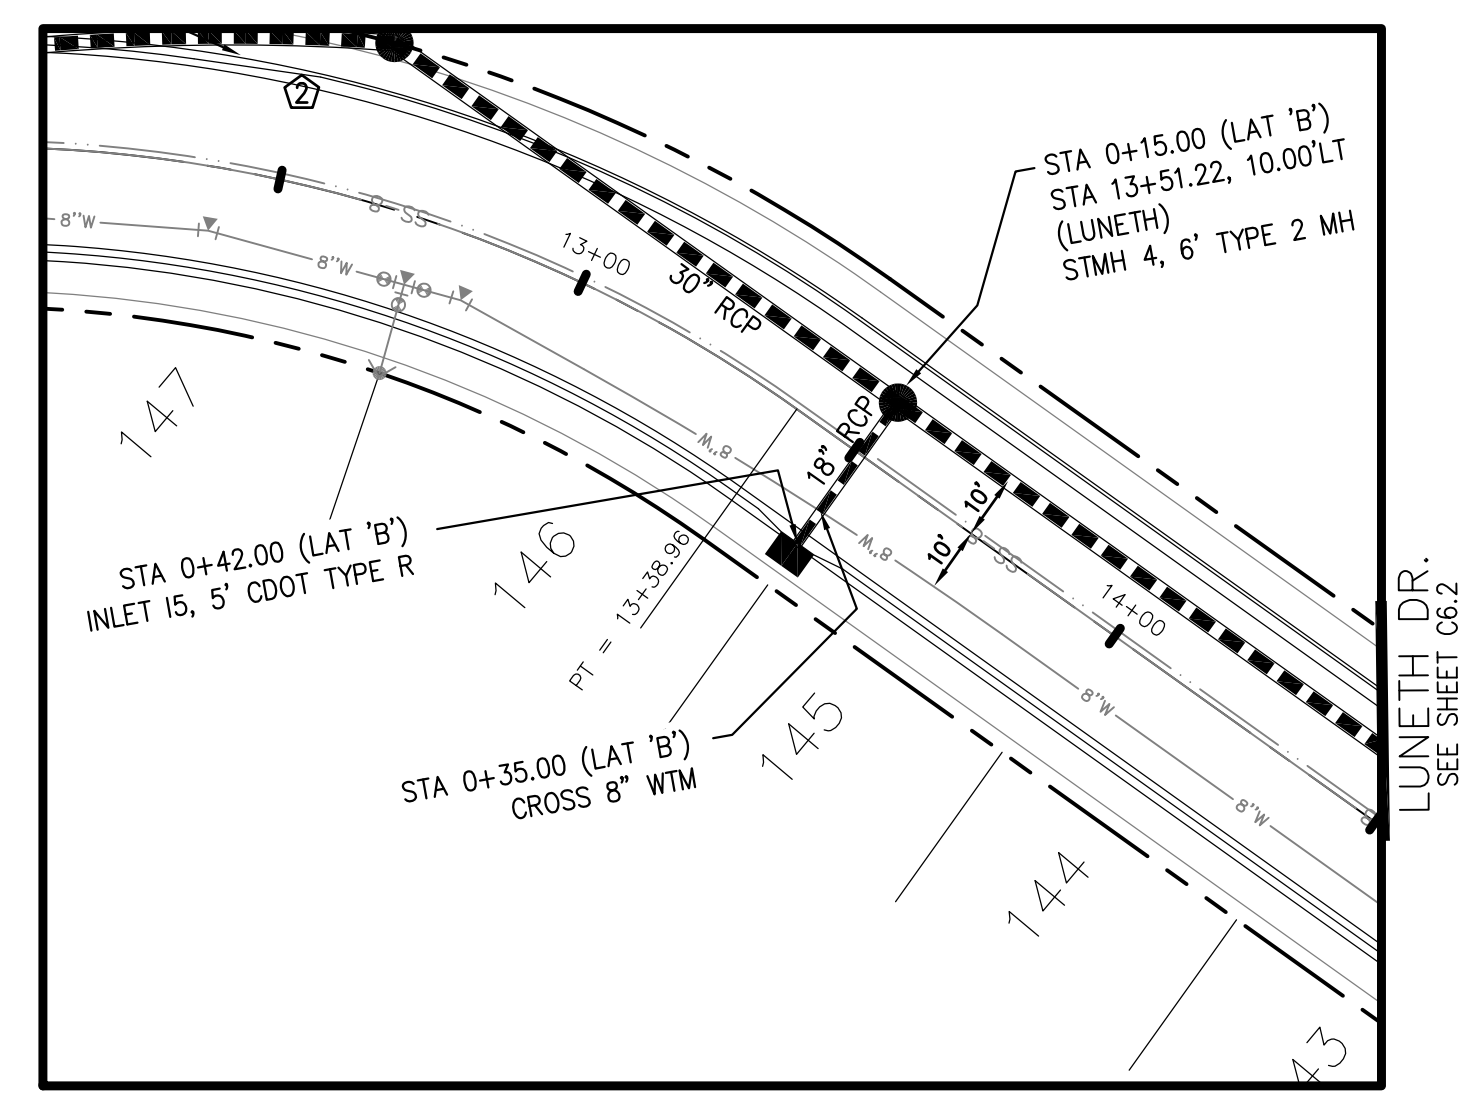 2
8"W
8"W
8" SS
13+00
30" RCP
STA 0+15.00 (LAT 'B')
STA 13+51.22, 10.00'LT
(LUNETH)
STMH 4, 6' TYPE 2 MH
147
8"W
18" RCP
STA 0+42.00 (LAT 'B')
INLET I5, 5' CDOT TYPE R
146
PT = 13+38.96
8"W
10'
10'
8" SS
14+00
STA 0+35.00 (LAT 'B')
CROSS 8" WTM
145
8"W
8"W
8
144
43
LUNETH DR.
SEE SHEET C6.2